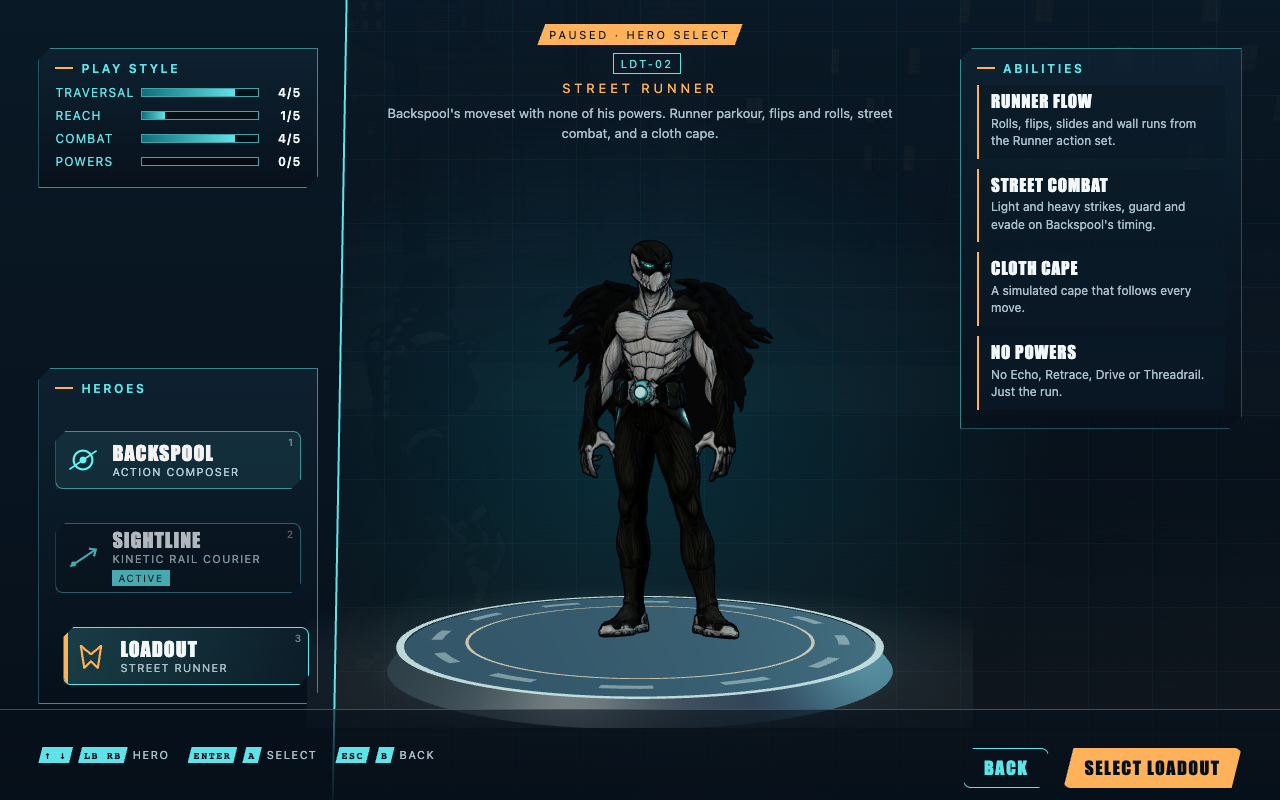 PAUSED · HERO SELECT
LDT-02
STREET RUNNER
Backspool's moveset with none of his powers. Runner parkour, flips and rolls, street
combat, and a cloth cape.
PLAY STYLE
TRAVERSAL 4/5
REACH 1/5
COMBAT 4/5
POWERS 0/5
HEROES
BACKSPOOL 1
ACTION COMPOSER
SIGHTLINE 2
KINETIC RAIL COURIER
ACTIVE
LOADOUT 3
STREET RUNNER
ABILITIES
RUNNER FLOW
Rolls, flips, slides and wall runs from
the Runner action set.
STREET COMBAT
Light and heavy strikes, guard and
evade on Backspool's timing.
CLOTH CAPE
A simulated cape that follows every
move.
NO POWERS
No Echo, Retrace, Drive or Threadrail.
Just the run.
↑ ↓ LB RB HERO ENTER A SELECT ESC B BACK
BACK SELECT LOADOUT